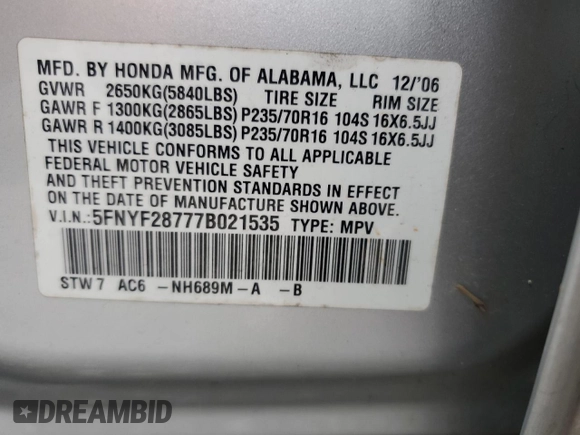 MFD. BY HONDA MFG. OF ALABAMA, LLC 12/'06
GVWR 2650KG(5840LBS) TIRE SIZE RIM SIZE
GAWR F 1300KG(2865LBS) P235/70R16 104S 16X6.5JJ
GAWR R 1400KG(3085LBS) P235/70R16 104S 16X6.5JJ
THIS VEHICLE CONFORMS TO ALL APPLICABLE
FEDERAL MOTOR VEHICLE SAFETY
AND THEFT PREVENTION STANDARDS IN EFFECT
ON THE DATE OF MANUFACTURE SHOWN ABOVE.
V.I.N.: 5FNYF28777B021535 TYPE: MPV
STW7 AC6 -NH689M-A -B
DREAMBID